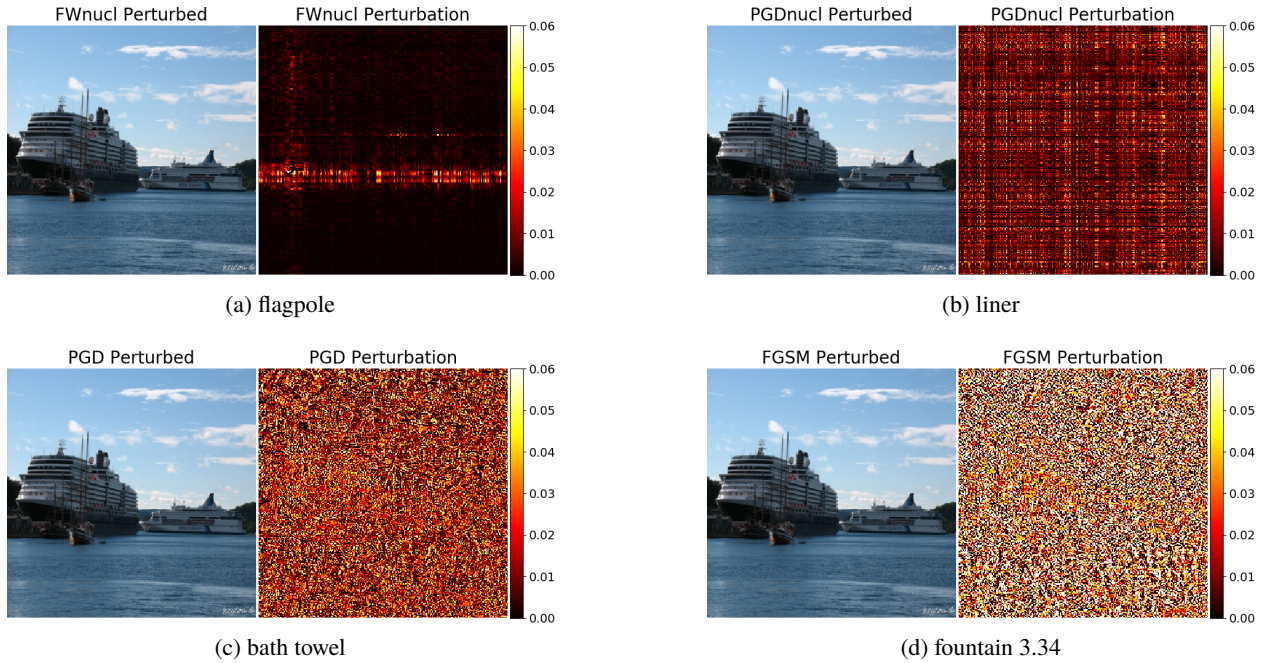 FWnucl Perturbed
FWnucl Perturbation
0.06
0.05
0.04
0.03
0.02
0.01
0.00
(a) flagpole
PGDnucl Perturbed
PGDnucl Perturbation
0.06
0.05
0.04
0.03
0.02
0.01
0.00
(b) liner
PGD Perturbed
PGD Perturbation
0.06
0.05
0.04
0.03
0.02
0.01
0.00
(c) bath towel
FGSM Perturbed
FGSM Perturbation
0.06
0.05
0.04
0.03
0.02
0.01
0.00
(d) fountain 3.34